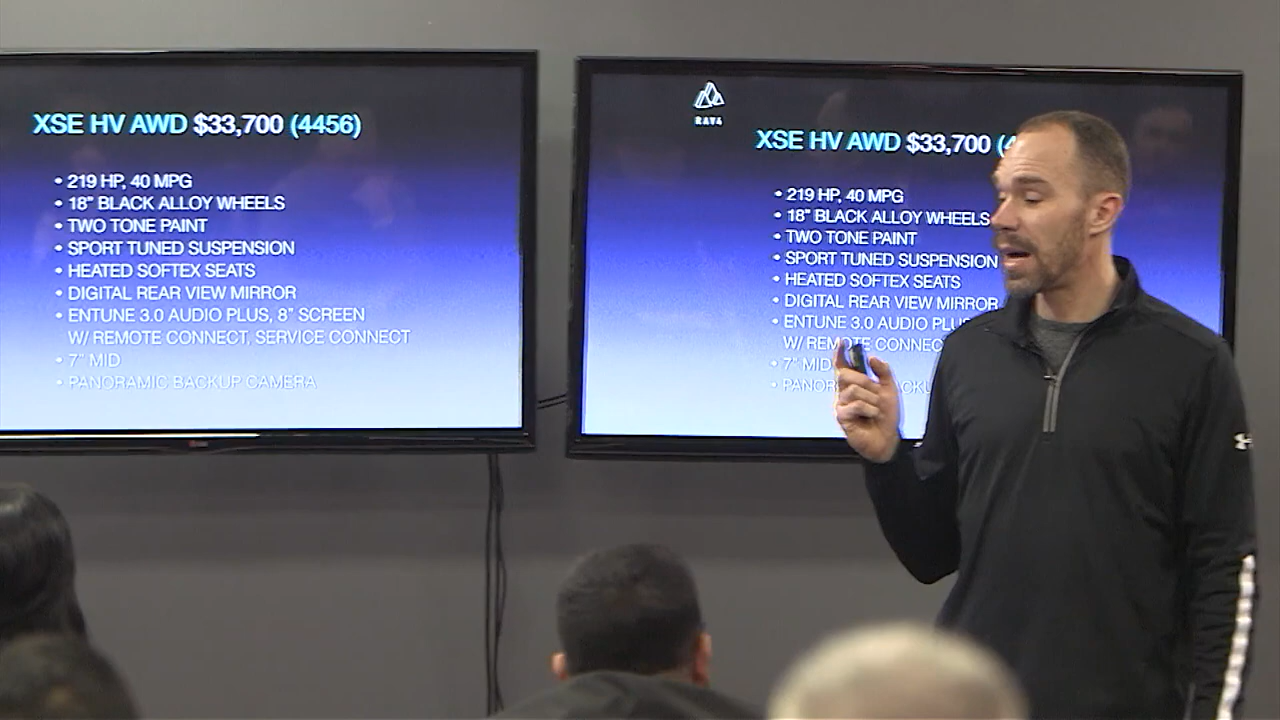 XSE HV AWD $33,700 (4456)
• 219 HP, 40 MPG
• 18" BLACK ALLOY WHEELS
• TWO TONE PAINT
• SPORT TUNED SUSPENSION
• HEATED SOFTEX SEATS
• DIGITAL REAR VIEW MIRROR
• ENTUNE 3.0 AUDIO PLUS, 8" SCREEN
W/ REMOTE CONNECT, SERVICE CONNECT
• 7" MID
• PANORAMIC BACKUP CAMERA
RAV4
XSE HV AWD $33,700 (4
• 219 HP, 40 MPG
• 18" BLACK ALLOY WHEELS
• TWO TONE PAINT
• SPORT TUNED SUSPENSION
• HEATED SOFTEX SEATS
• DIGITAL REAR VIEW MIRROR
• ENTUNE 3.0 AUDIO PLUS
W/ REMOTE CONNEC
• 7" MID